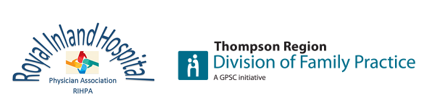 Royal Inland Hospital
Physician Association
RIHPA
Thompson Region
Division of Family Practice
A GPSC initiative